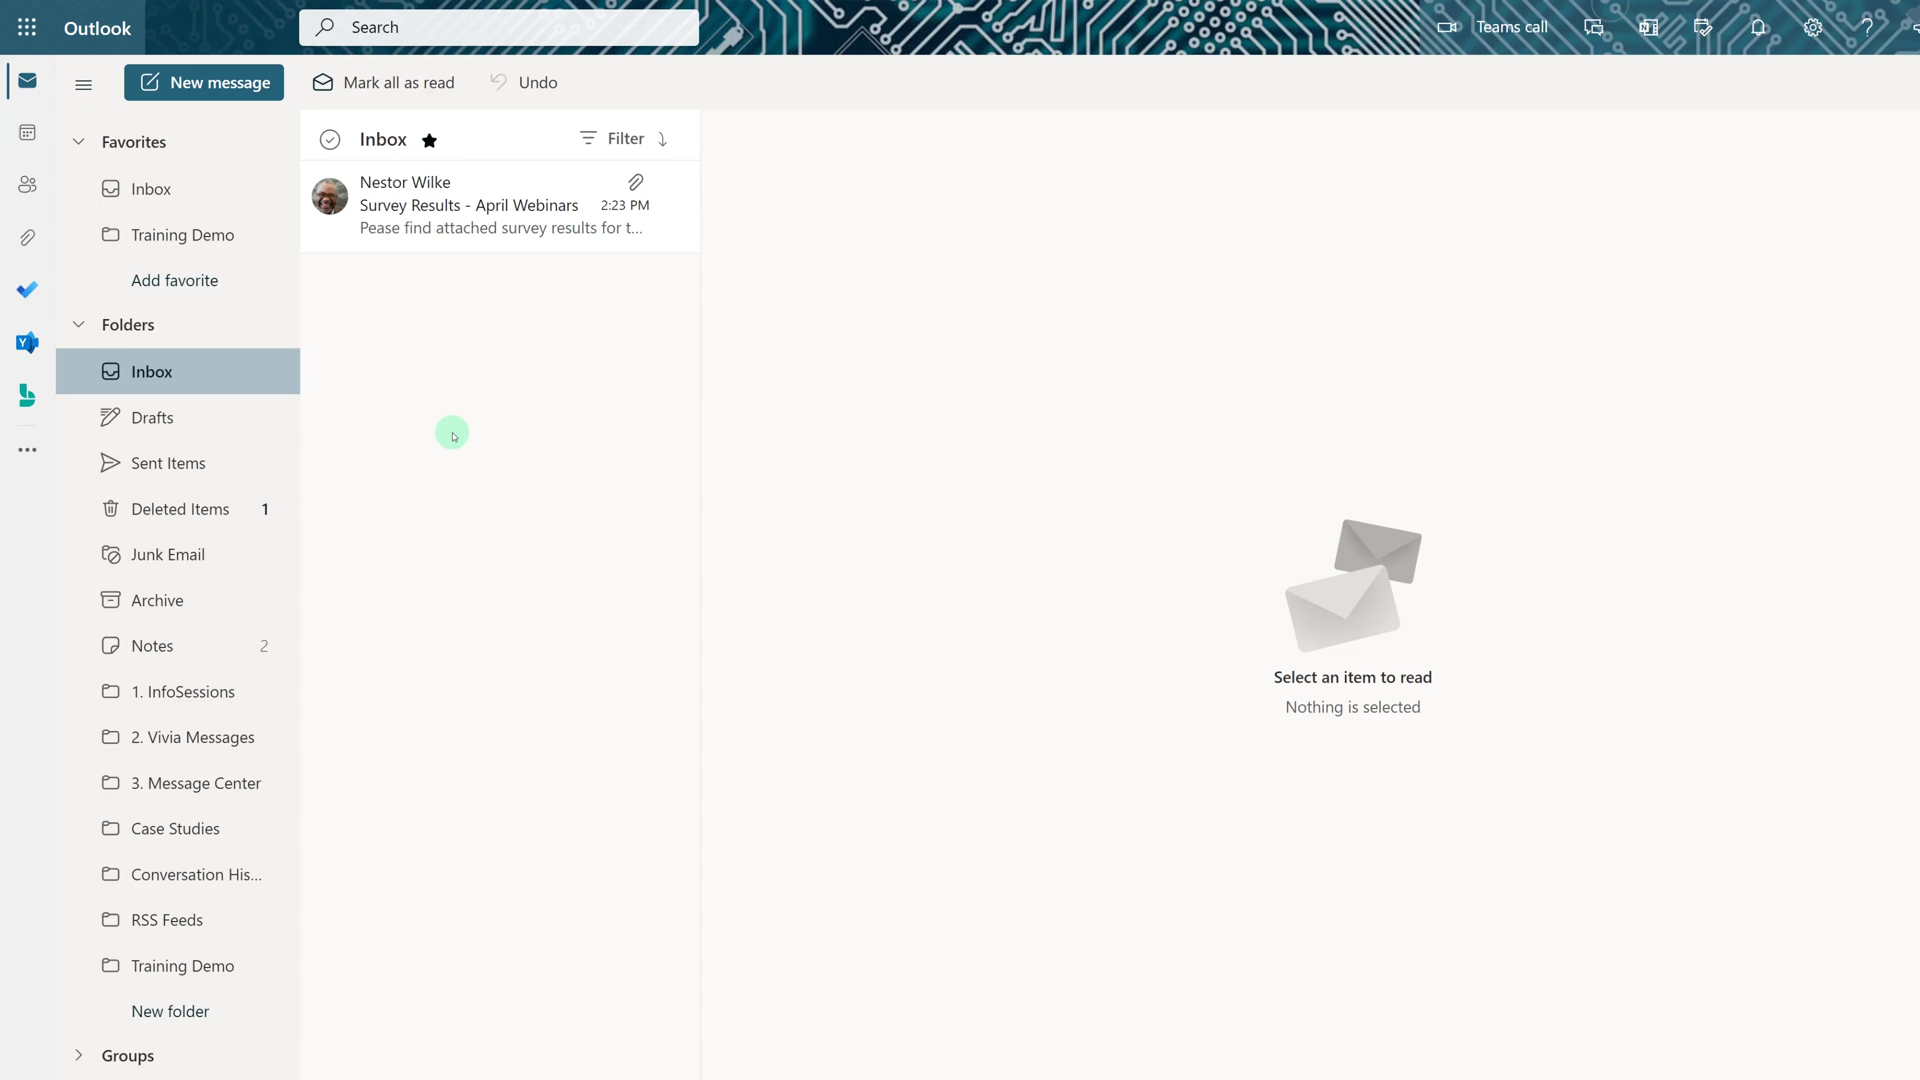 Outlook
Search
Teams call
New message
Mark all as read
Undo
Favorites
Inbox
Training Demo
Add favorite
Folders
Inbox
Drafts
Sent Items
Deleted Items 1
Junk Email
Archive
Notes 2
1. InfoSessions
2. Vivia Messages
3. Message Center
Case Studies
Conversation His...
RSS Feeds
Training Demo
New folder
Groups
Inbox
Filter
Nestor Wilke
Survey Results - April Webinars 2:23 PM
Pease find attached survey results for t...
Select an item to read
Nothing is selected